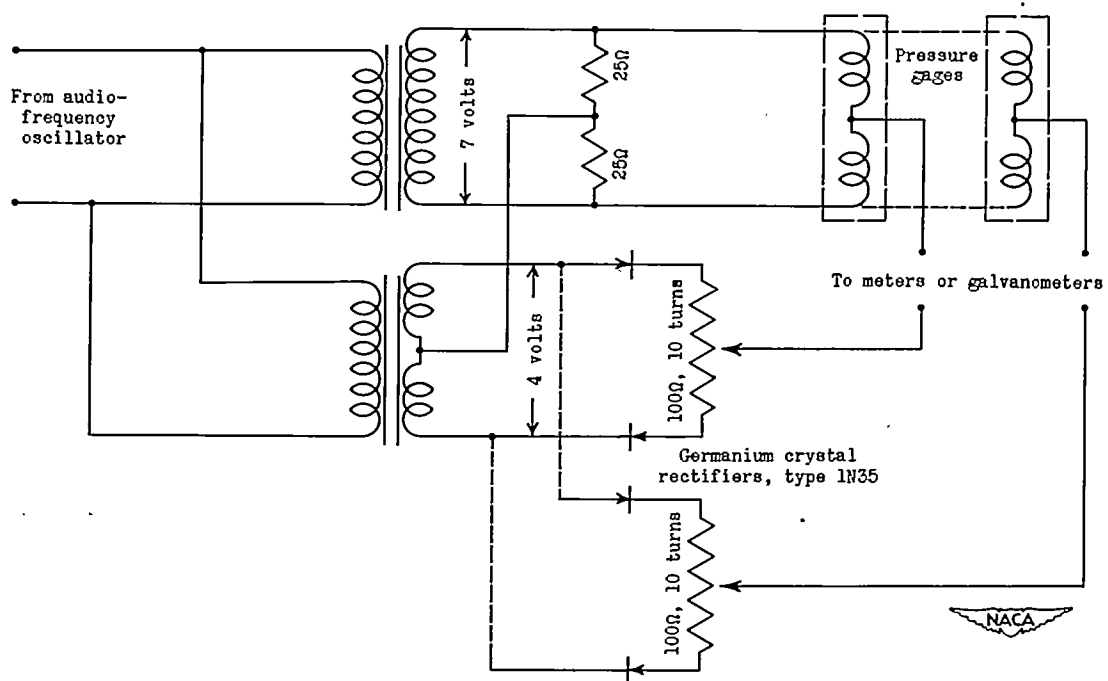 From audio-
frequency
oscillator
7 volts
25Ω
25Ω
Pressure
gages
4 volts
100Ω, 10 turns
To meters or galvanometers
Germanium crystal
rectifiers, type 1N35
100Ω, 10 turns
NACA